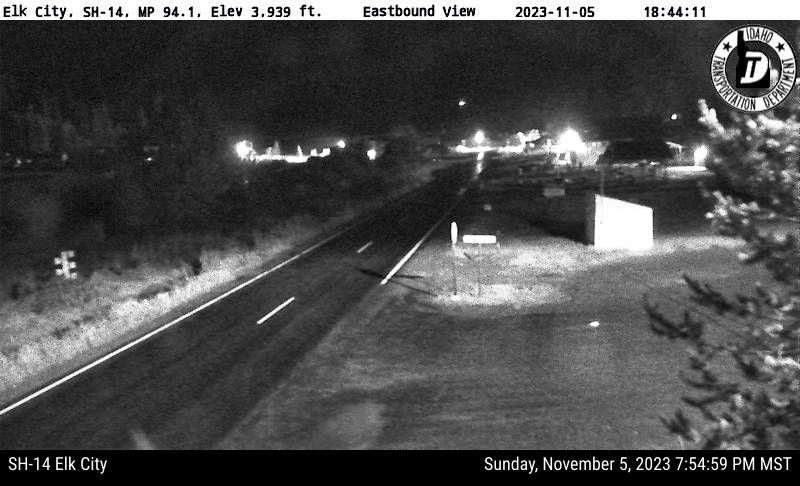 Elk City, SH-14, MP 94.1, Elev 3,939 ft. Eastbound View 2023-11-05 18:44:11
IDAHO
TRANSPORTATION DEPARTMENT
SH-14 Elk City Sunday, November 5, 2023 7:54:59 PM MST